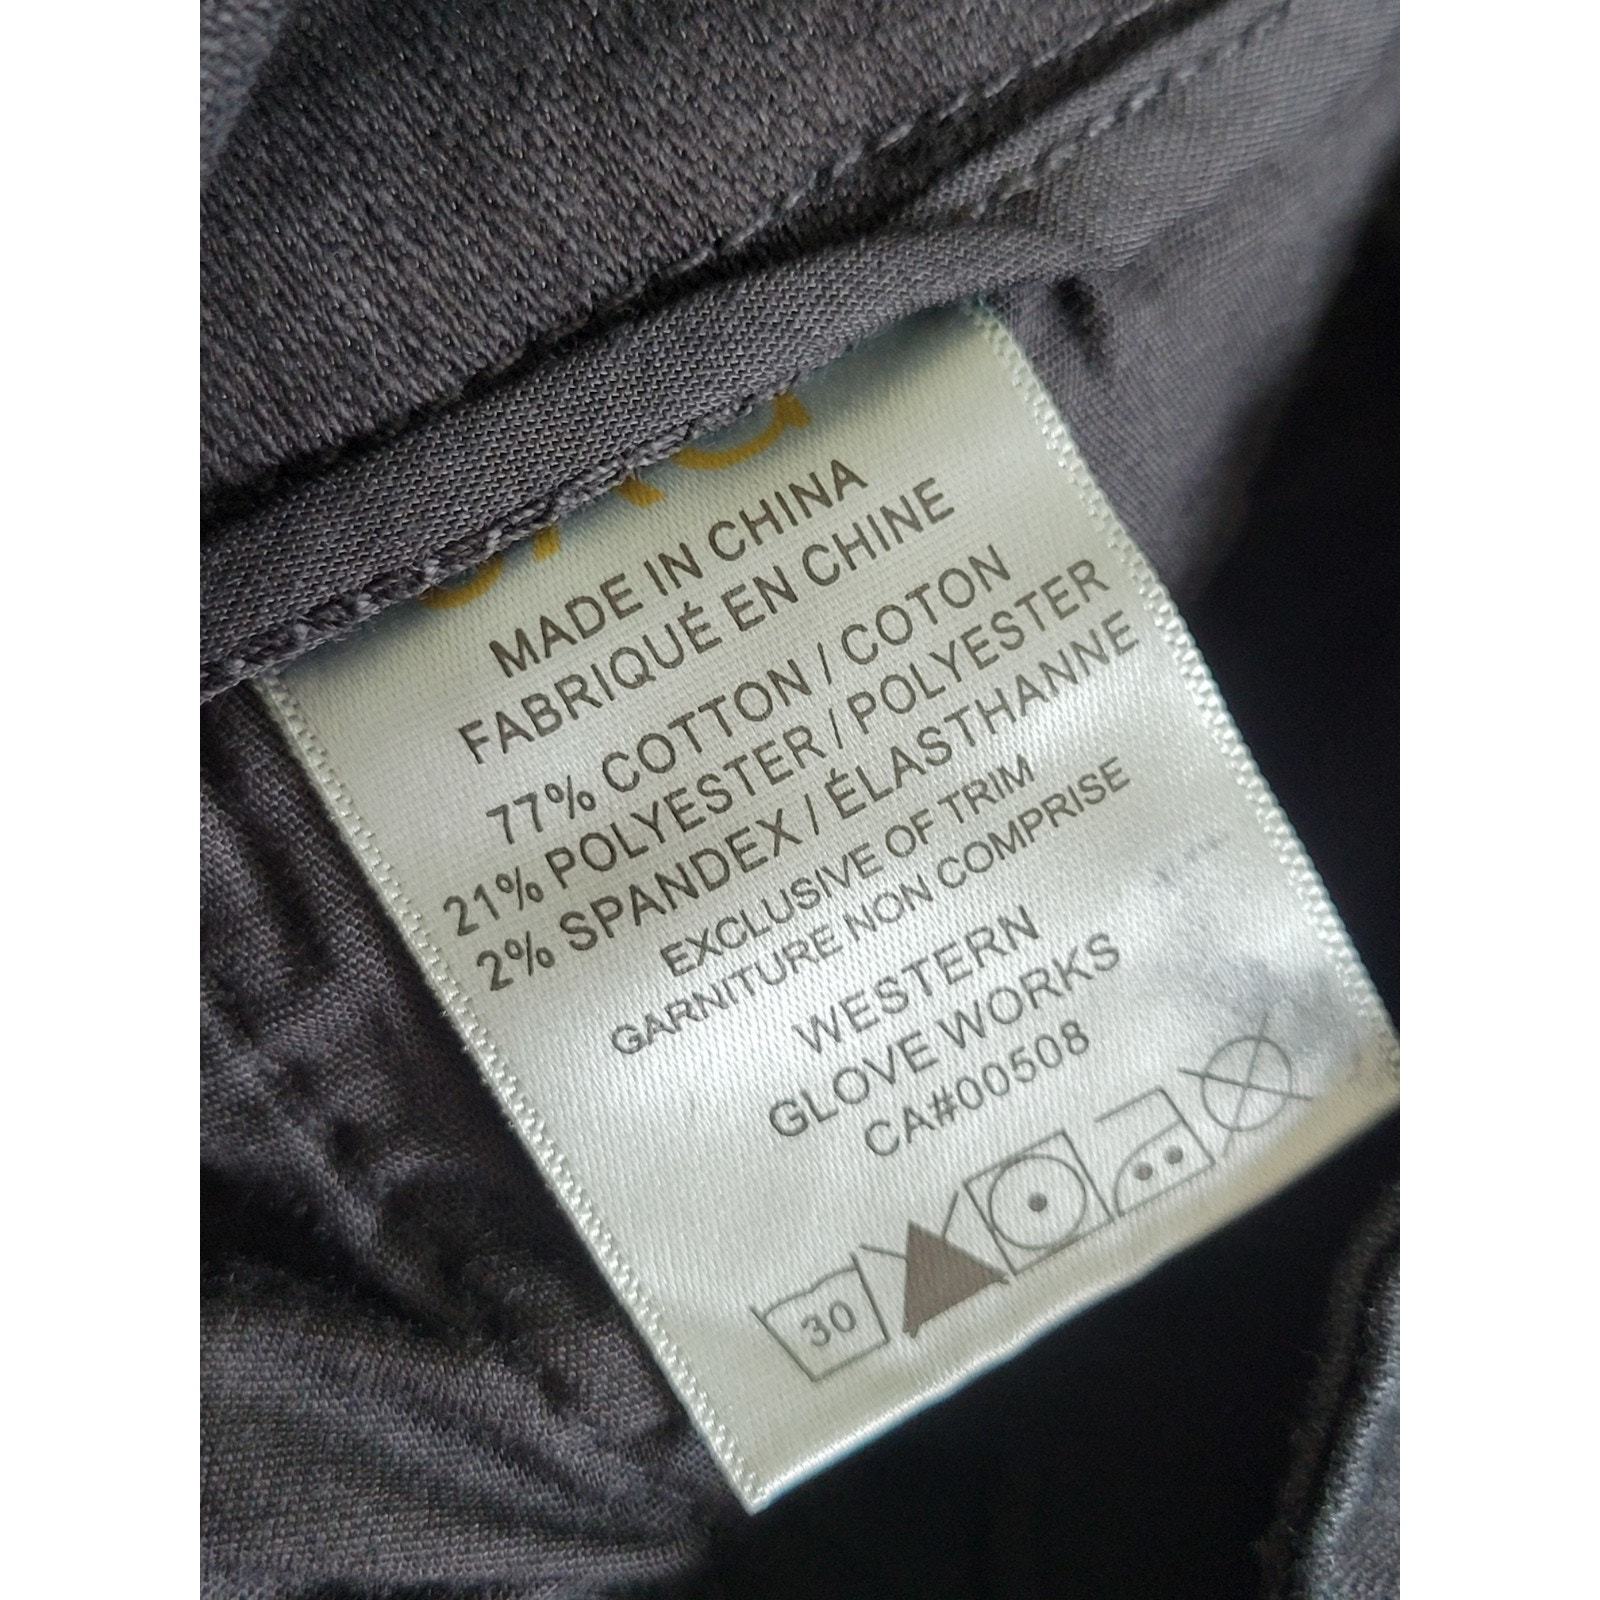 MADE IN CHINA
FABRIQUÉ EN CHINE
77% COTTON / COTON
21% POLYESTER / POLYESTER
2% SPANDEX / ÉLASTHANNE
EXCLUSIVE OF TRIM
GARNITURE NON COMPRISE
WESTERN
GLOVE WORKS
CA#00508
30